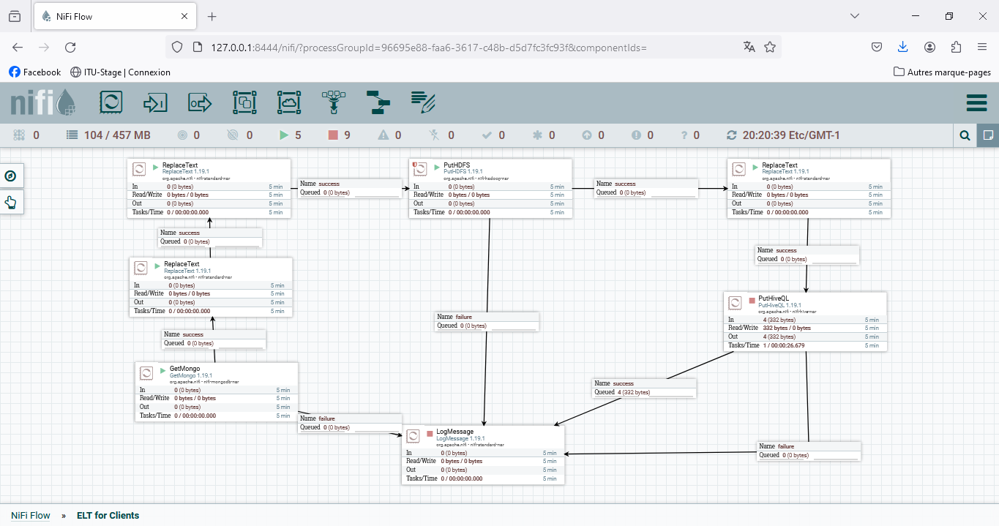 NiFi Flow
127.0.0.1:8444/nifi/?processGroupId=96695e88-faa6-3617-c48b-d5d7fc3fc93f&componentIds=
Facebook ITU-Stage | Connexion Autres marque-pages
nifi
0 104 / 457 MB 0 0 5 9 0 0 0 0 0 0 0 20:20:39 Etc/GMT-1
ReplaceText
ReplaceText 1.19.1
org.apache.nifi - nifi-standard-nar
In 0 (0 bytes) 5 min
Read/Write 0 bytes / 0 bytes 5 min
Out 0 (0 bytes) 5 min
Tasks/Time 0 / 00:00:00.000 5 min
Name success
Queued 0 (0 bytes)
PutHDFS
PutHDFS 1.19.1
org.apache.nifi - nifi-hadoop-nar
In 0 (0 bytes) 5 min
Read/Write 0 bytes / 0 bytes 5 min
Out 0 (0 bytes) 5 min
Tasks/Time 0 / 00:00:00.000 5 min
Name success
Queued 0 (0 bytes)
ReplaceText
ReplaceText 1.19.1
org.apache.nifi - nifi-standard-nar
In 0 (0 bytes) 5 min
Read/Write 0 bytes / 0 bytes 5 min
Out 0 (0 bytes) 5 min
Tasks/Time 0 / 00:00:00.000 5 min
Name success
Queued 0 (0 bytes)
Name success
Queued 0 (0 bytes)
ReplaceText
ReplaceText 1.19.1
org.apache.nifi - nifi-standard-nar
In 0 (0 bytes) 5 min
Read/Write 0 bytes / 0 bytes 5 min
Out 0 (0 bytes) 5 min
Tasks/Time 0 / 00:00:00.000 5 min
PutHiveQL
PutHiveQL 1.19.1
org.apache.nifi - nifi-hive-nar
In 4 (332 bytes) 5 min
Read/Write 332 bytes / 0 bytes 5 min
Out 4 (332 bytes) 5 min
Tasks/Time 1 / 00:00:26.679 5 min
Name failure
Queued 0 (0 bytes)
Name success
Queued 0 (0 bytes)
GetMongo
GetMongo 1.19.1
org.apache.nifi - nifi-mongodb-nar
In 0 (0 bytes) 5 min
Read/Write 0 bytes / 0 bytes 5 min
Out 0 (0 bytes) 5 min
Tasks/Time 0 / 00:00:00.000 5 min
Name success
Queued 4 (332 bytes)
Name failure
Queued 0 (0 bytes)
LogMessage
LogMessage 1.19.1
org.apache.nifi - nifi-standard-nar
In 0 (0 bytes) 5 min
Read/Write 0 bytes / 0 bytes 5 min
Out 0 (0 bytes) 5 min
Tasks/Time 0 / 00:00:00.000 5 min
Name failure
Queued 0 (0 bytes)
NiFi Flow » ELT for Clients